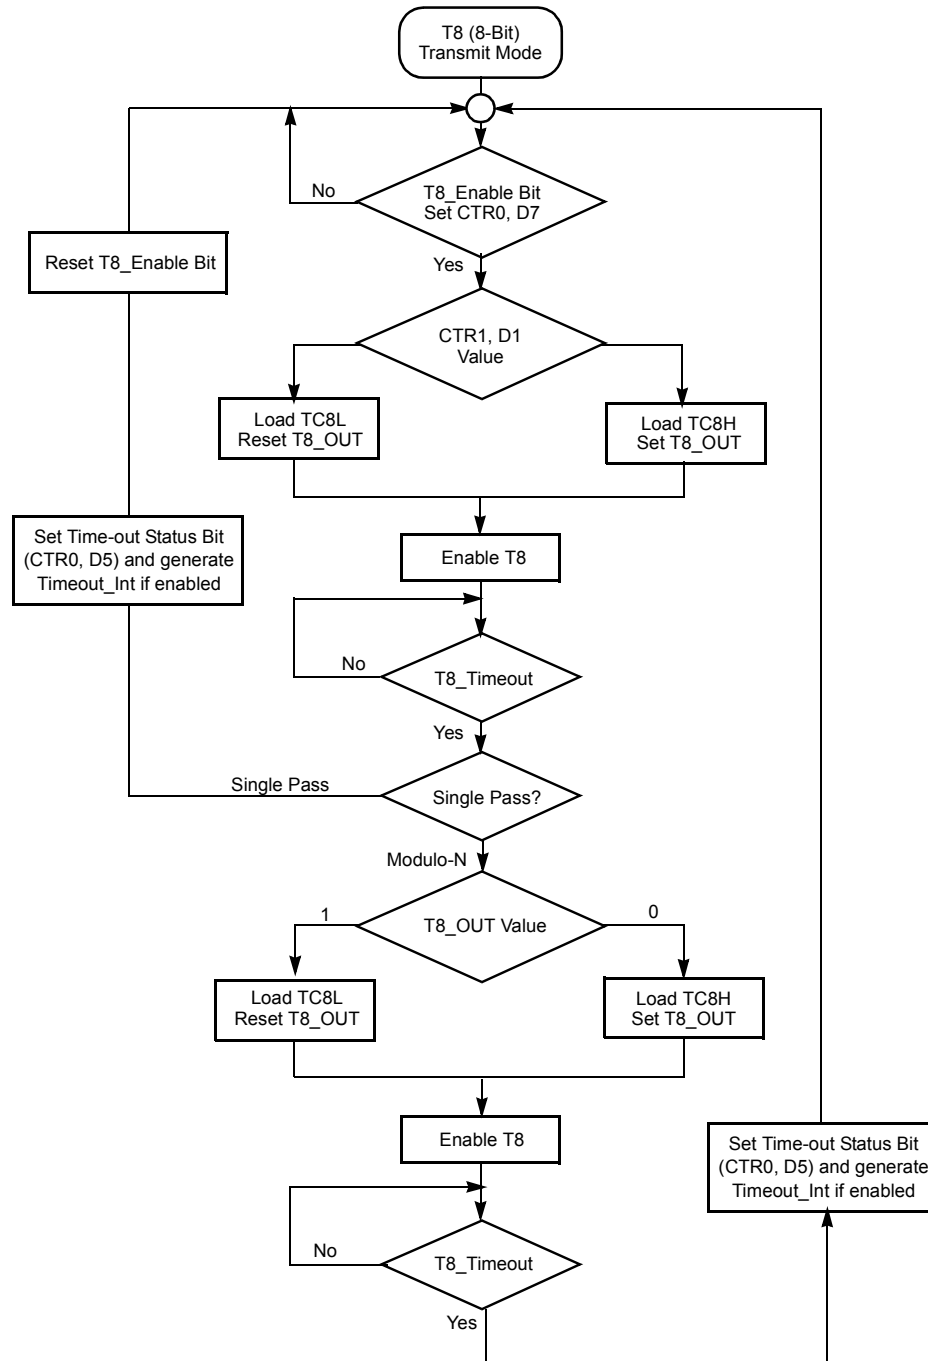 T8 (8-Bit)
Transmit Mode
No
T8_Enable Bit
Set CTR0, D7
Reset T8_Enable Bit
Yes
CTR1, D1
Value
Load TC8L
Reset T8_OUT
Load TC8H
Set T8_OUT
Set Time-out Status Bit
(CTR0, D5) and generate
Timeout_Int if enabled
Enable T8
No
T8_Timeout
Yes
Single Pass
Single Pass?
Modulo-N
1
T8_OUT Value
0
Load TC8L
Reset T8_OUT
Load TC8H
Set T8_OUT
Enable T8
Set Time-out Status Bit
(CTR0, D5) and generate
Timeout_Int if enabled
No
T8_Timeout
Yes